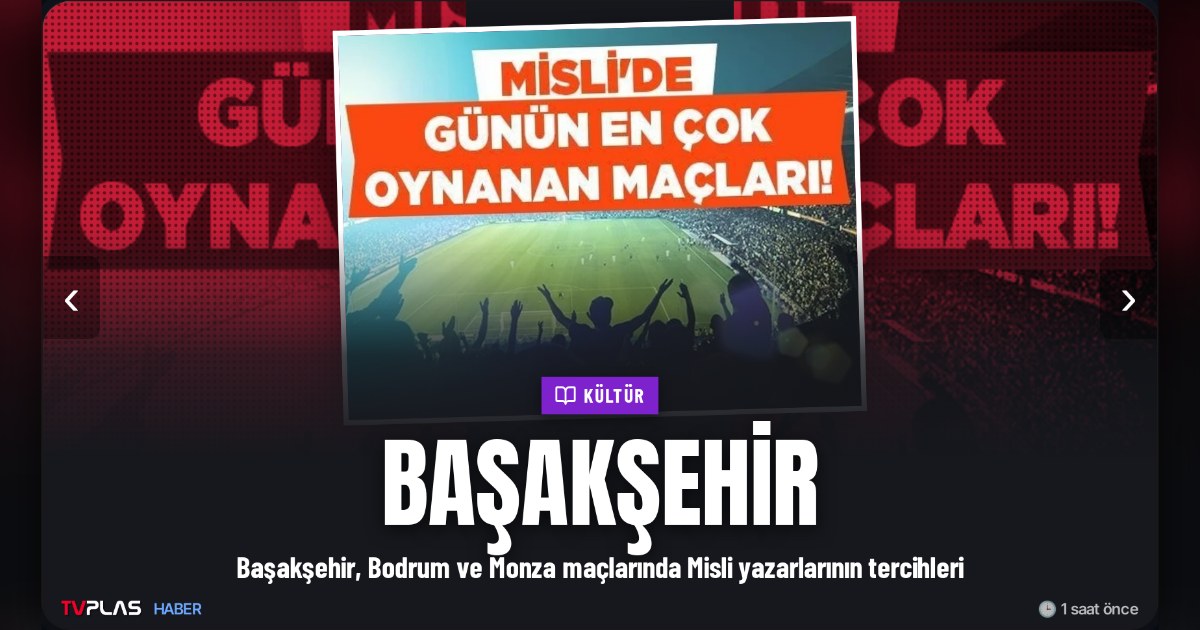 MİSLİ'DE
GÜNÜN EN ÇOK
OYNANAN MAÇLARI!
KÜLTÜR
BAŞAKŞEHİR
Başakşehir, Bodrum ve Monza maçlarında Misli yazarlarının tercihleri
TVPLAS HABER
1 saat önce